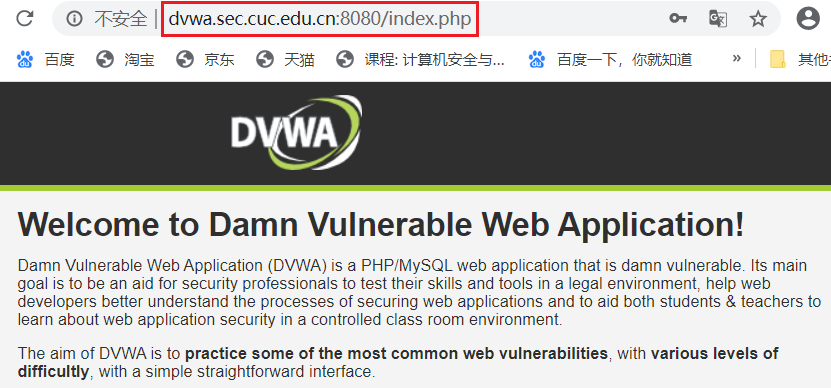 不安全 | dvwa.sec.cuc.edu.cn:8080/index.php
百度 淘宝 京东 天猫 课程: 计算机安全与... 百度一下，你就知道 » 其他
DVWA
Welcome to Damn Vulnerable Web Application!
Damn Vulnerable Web Application (DVWA) is a PHP/MySQL web application that is damn vulnerable. Its main
goal is to be an aid for security professionals to test their skills and tools in a legal environment, help web
developers better understand the processes of securing web applications and to aid both students & teachers to
learn about web application security in a controlled class room environment.
The aim of DVWA is to practice some of the most common web vulnerabilities, with various levels of
difficultly, with a simple straightforward interface.